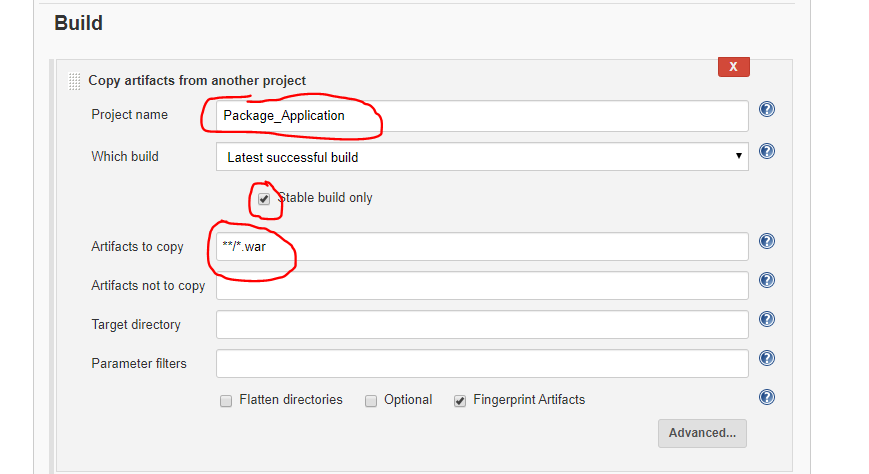 Build
X
Copy artifacts from another project
Project name Package_Application ?
Which build Latest successful build ?
Stable build only
Artifacts to copy **/*.war ?
Artifacts not to copy ?
Target directory ?
Parameter filters ?
Flatten directories Optional Fingerprint Artifacts ?
Advanced...